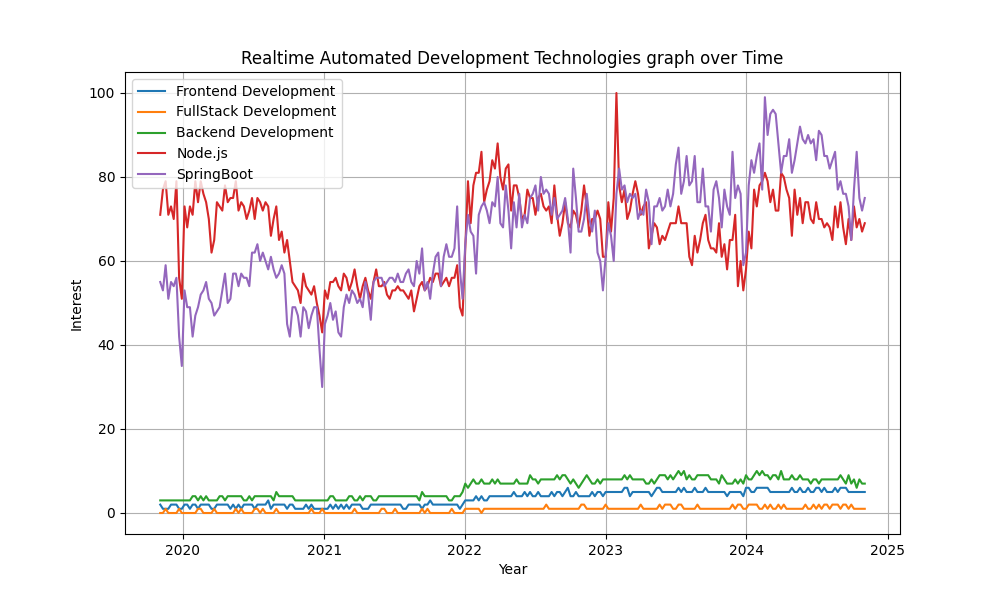 Realtime Automated Development Technologies graph over Time
Frontend Development
FullStack Development
Backend Development
Node.js
SpringBoot
100
80
60
40
20
0
Interest
2020
2021
2022
2023
2024
2025
Year